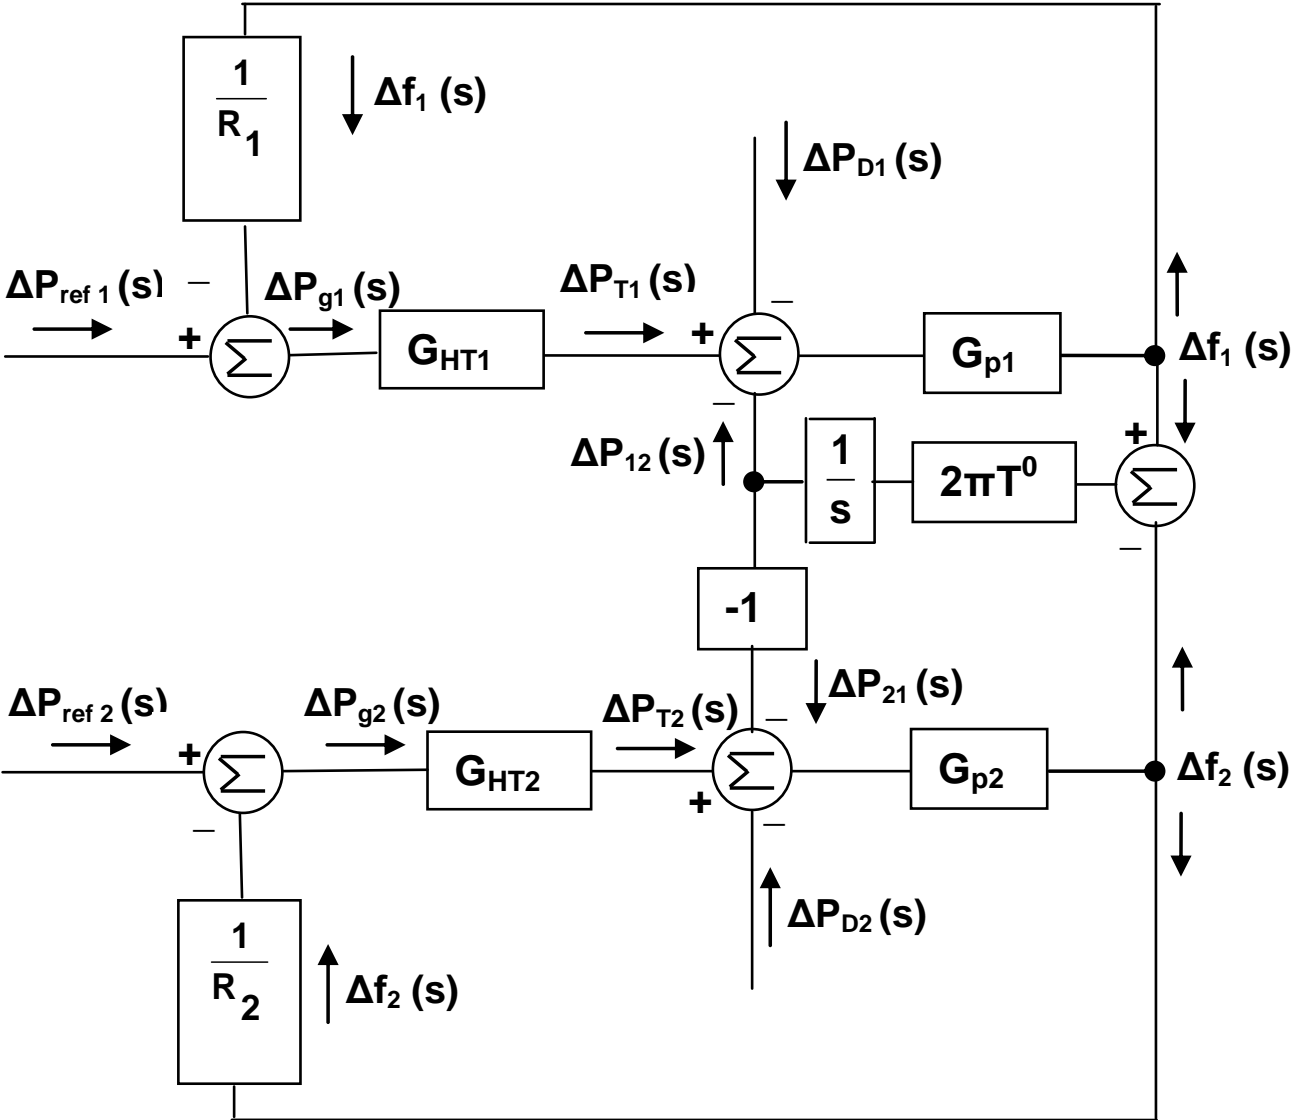 1
R1
Δf1 (s)
ΔPD1 (s)
ΔPref 1 (s)
−
ΔPg1 (s)
ΔPT1 (s)
−
+
Σ
GHT1
+
Σ
Gp1
Δf1 (s)
−
ΔP12 (s)
1
s
2πT0
+
Σ
−
-1
ΔPref 2 (s)
ΔPg2 (s)
ΔPT2 (s)
−
ΔP21 (s)
+
Σ
GHT2
Σ
Gp2
Δf2 (s)
−
+
−
ΔPD2 (s)
1
R2
Δf2 (s)